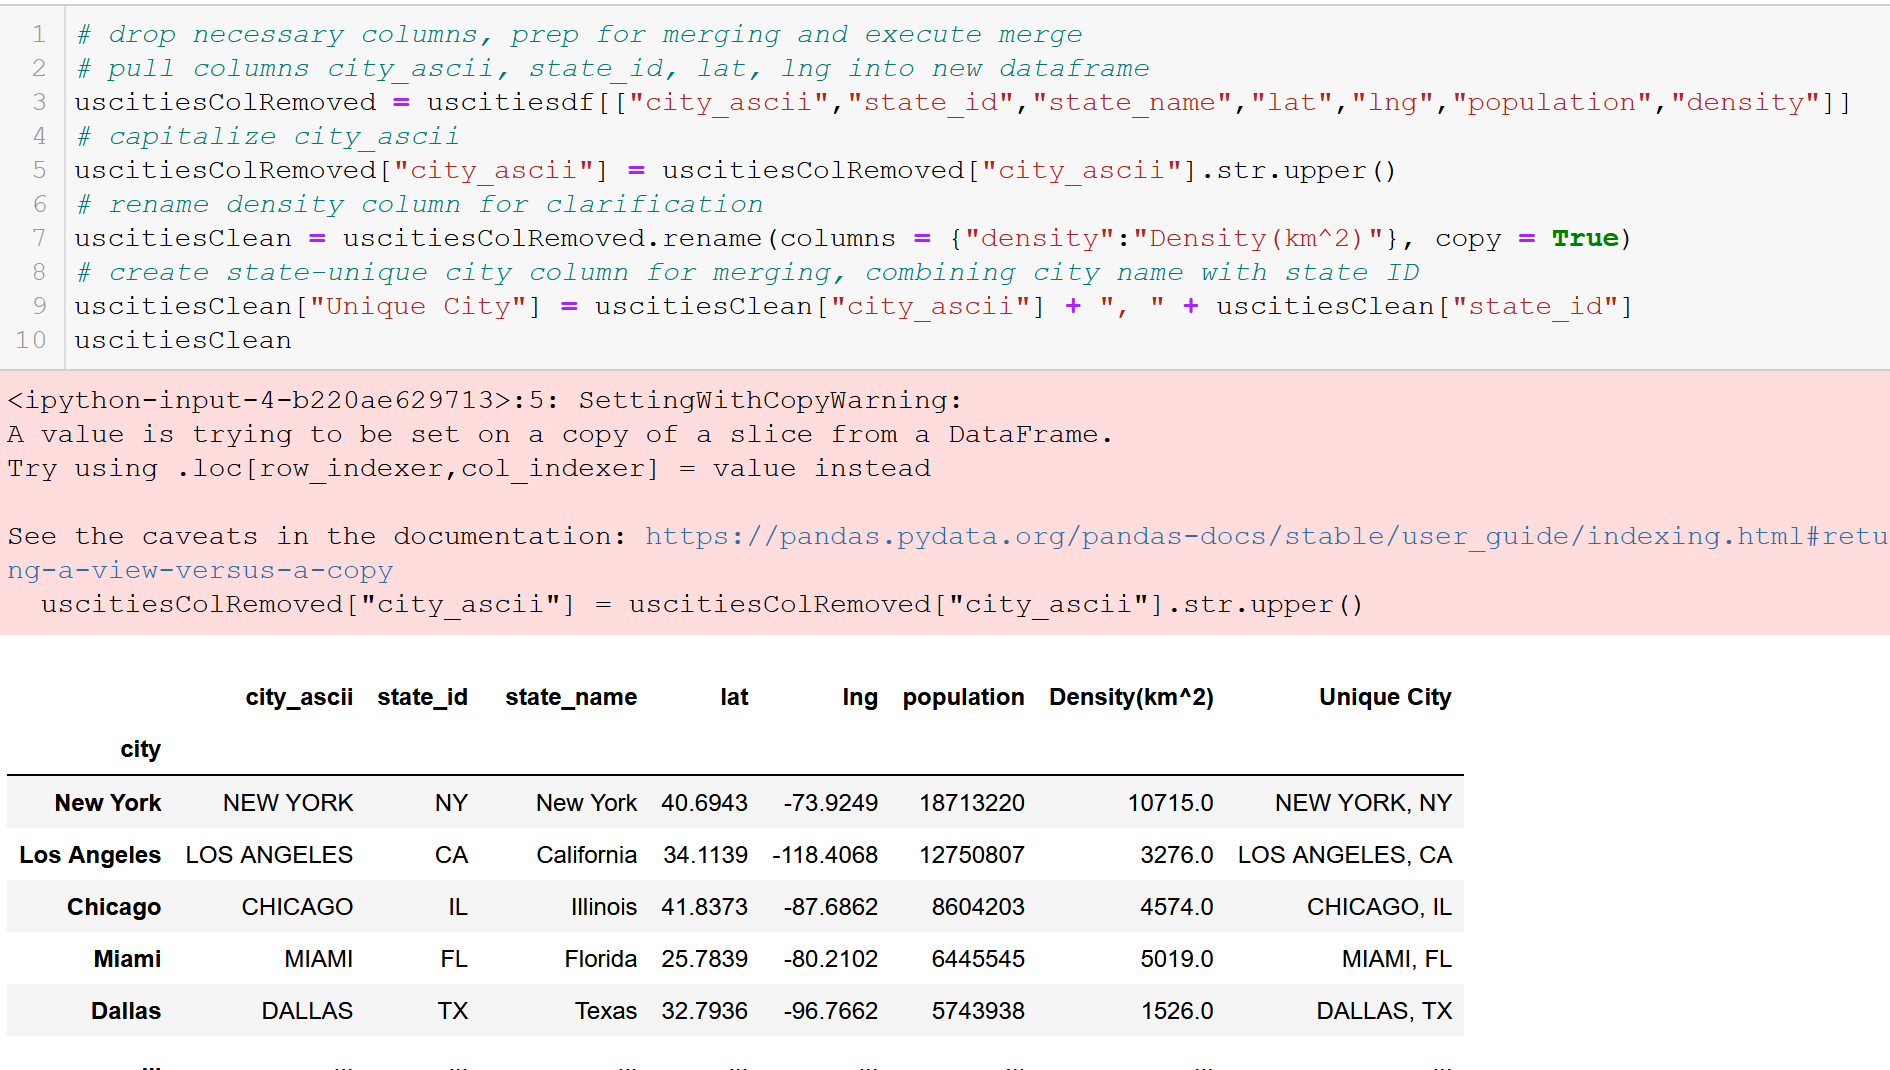 1 # drop necessary columns, prep for merging and execute merge
2 # pull columns city_ascii, state_id, lat, lng into new dataframe
3 uscitiesColRemoved = uscitiesdf[["city_ascii","state_id","state_name","lat","lng","population","density"]]
4 # capitalize city_ascii
5 uscitiesColRemoved["city_ascii"] = uscitiesColRemoved["city_ascii"].str.upper()
6 # rename density column for clarification
7 uscitiesClean = uscitiesColRemoved.rename(columns = {"density":"Density(km^2)"}, copy = True)
8 # create state-unique city column for merging, combining city name with state ID
9 uscitiesClean["Unique City"] = uscitiesClean["city_ascii"] + ", " + uscitiesClean["state_id"]
10 uscitiesClean
<ipython-input-4-b220ae629713>:5: SettingWithCopyWarning:
A value is trying to be set on a copy of a slice from a DataFrame.
Try using .loc[row_indexer,col_indexer] = value instead
See the caveats in the documentation: https://pandas.pydata.org/pandas-docs/stable/user_guide/indexing.html#retu
ng-a-view-versus-a-copy
uscitiesColRemoved["city_ascii"] = uscitiesColRemoved["city_ascii"].str.upper()
city_ascii state_id state_name lat lng population Density(km^2) Unique City
city
New York NEW YORK NY New York 40.6943 -73.9249 18713220 10715.0 NEW YORK, NY
Los Angeles LOS ANGELES CA California 34.1139 -118.4068 12750807 3276.0 LOS ANGELES, CA
Chicago CHICAGO IL Illinois 41.8373 -87.6862 8604203 4574.0 CHICAGO, IL
Miami MIAMI FL Florida 25.7839 -80.2102 6445545 5019.0 MIAMI, FL
Dallas DALLAS TX Texas 32.7936 -96.7662 5743938 1526.0 DALLAS, TX
... ... ... ... ... ... ... ... ...